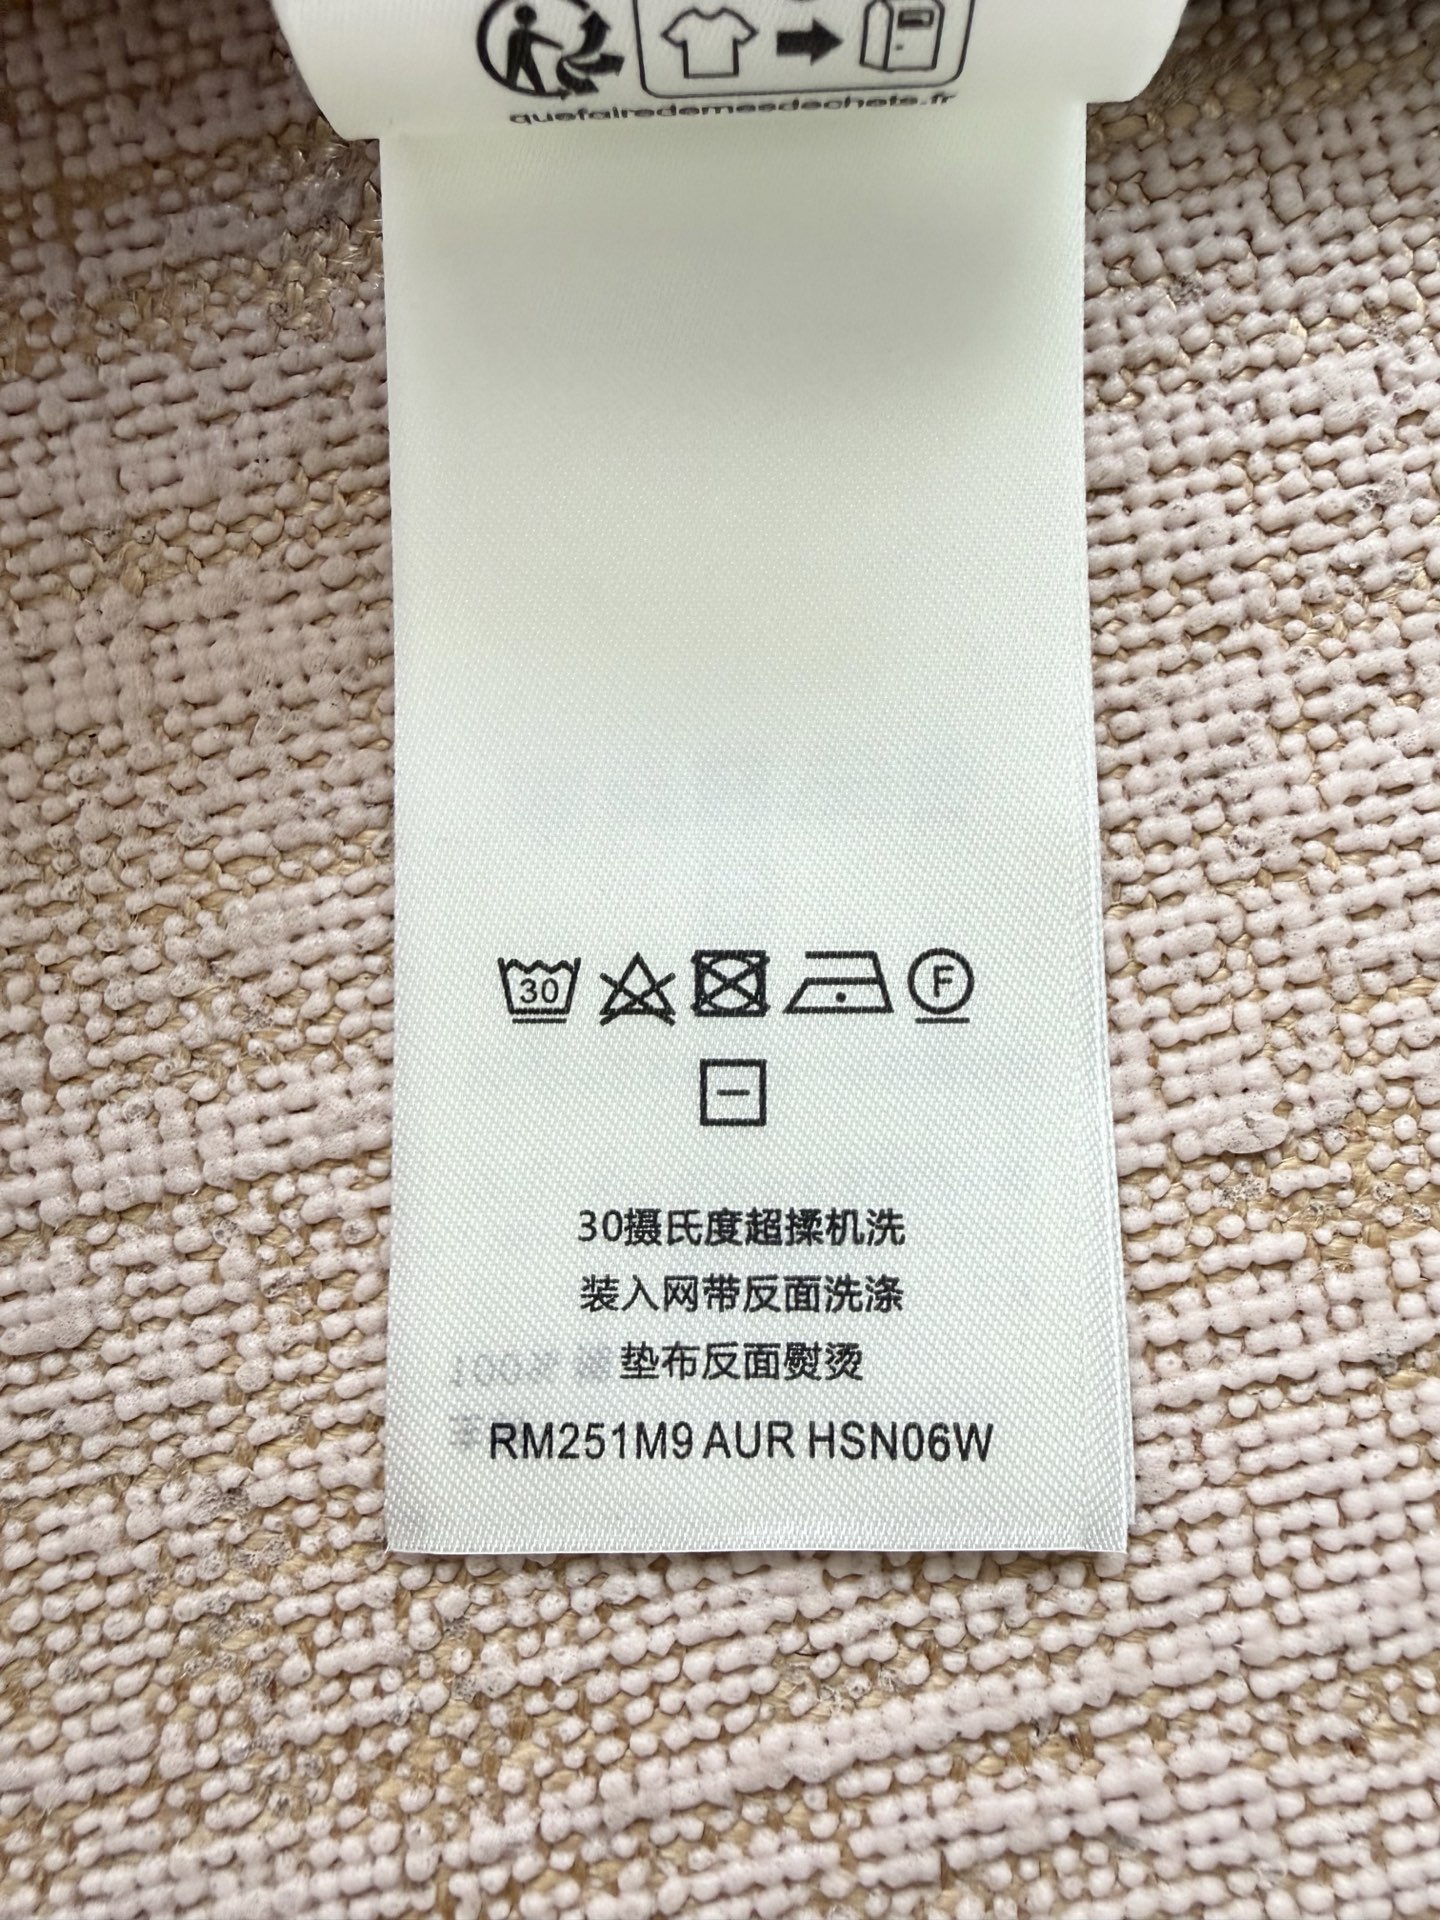 quefairedemesdechets.fr
30
F
30摄氏度超揉机洗
装入网带反面洗涤
垫布反面熨烫
RM251M9 AUR HSN06W